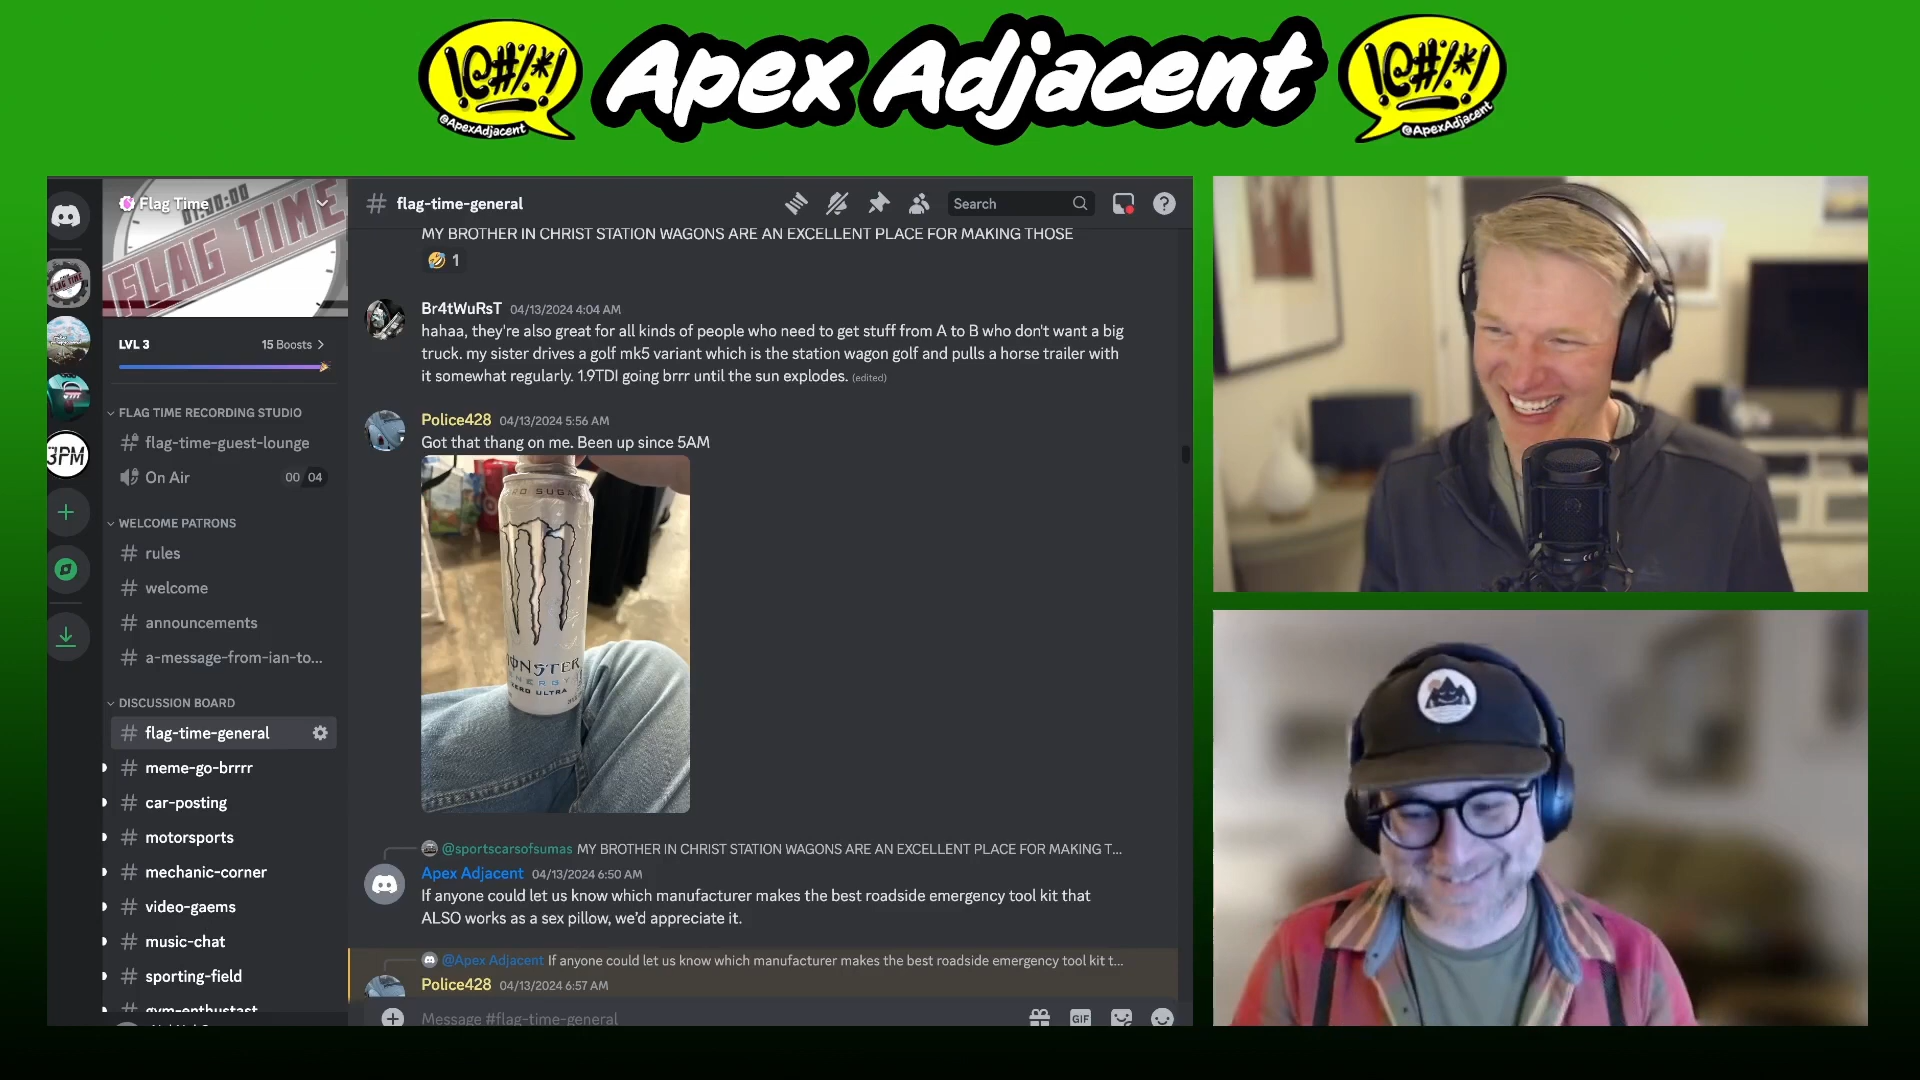 !@#/.*!
@ApexAdjacent
Apex Adjacent
!@#/.*!
@ApexAdjacent
01:30:00
FLAG TIME
Flag Time
LVL 3
15 Boosts
FLAG TIME RECORDING STUDIO
# flag-time-guest-lounge
On Air
00 04
WELCOME PATRONS
# rules
# welcome
# announcements
# a-message-from-ian-to...
DISCUSSION BOARD
# flag-time-general
# meme-go-brrrr
# car-posting
# motorsports
# mechanic-corner
# video-gaems
# music-chat
# sporting-field
# gym-enthustast
3PM
# flag-time-general
Search
MY BROTHER IN CHRIST STATION WAGONS ARE AN EXCELLENT PLACE FOR MAKING THOSE
🤣 1
Br4tWuRsT 04/13/2024 4:04 AM
hahaa, they're also great for all kinds of people who need to get stuff from A to B who don't want a big
truck. my sister drives a golf mk5 variant which is the station wagon golf and pulls a horse trailer with
it somewhat regularly. 1.9TDI going brrr until the sun explodes. (edited)
Police428 04/13/2024 5:56 AM
Got that thang on me. Been up since 5AM
ZERO SUGAR
MONSTER
ENERGY
ZERO ULTRA
@sportscarsofsumas MY BROTHER IN CHRIST STATION WAGONS ARE AN EXCELLENT PLACE FOR MAKING T...
Apex Adjacent 04/13/2024 6:50 AM
If anyone could let us know which manufacturer makes the best roadside emergency tool kit that
ALSO works as a sex pillow, we'd appreciate it.
@Apex Adjacent If anyone could let us know which manufacturer makes the best roadside emergency tool kit t...
Police428 04/13/2024 6:57 AM
Message #flag-time-general
GIF